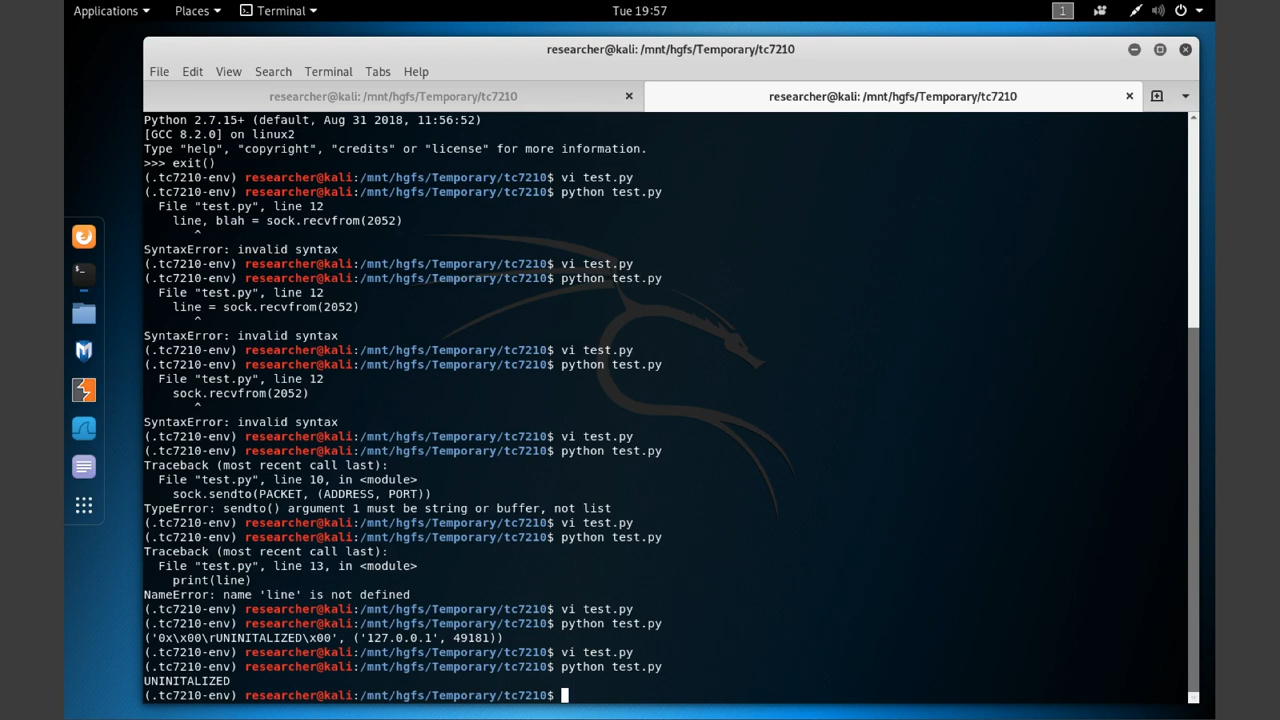 Applications Places Terminal Tue 19:57 1
researcher@kali: /mnt/hgfs/Temporary/tc7210
File Edit View Search Terminal Tabs Help
researcher@kali: /mnt/hgfs/Temporary/tc7210 researcher@kali: /mnt/hgfs/Temporary/tc7210
Python 2.7.15+ (default, Aug 31 2018, 11:56:52)
[GCC 8.2.0] on linux2
Type "help", "copyright", "credits" or "license" for more information.
>>> exit()
(.tc7210-env) researcher@kali:/mnt/hgfs/Temporary/tc7210$ vi test.py
(.tc7210-env) researcher@kali:/mnt/hgfs/Temporary/tc7210$ python test.py
File "test.py", line 12
line, blah = sock.recvfrom(2052)
^
SyntaxError: invalid syntax
(.tc7210-env) researcher@kali:/mnt/hgfs/Temporary/tc7210$ vi test.py
(.tc7210-env) researcher@kali:/mnt/hgfs/Temporary/tc7210$ python test.py
File "test.py", line 12
line = sock.recvfrom(2052)
^
SyntaxError: invalid syntax
(.tc7210-env) researcher@kali:/mnt/hgfs/Temporary/tc7210$ vi test.py
(.tc7210-env) researcher@kali:/mnt/hgfs/Temporary/tc7210$ python test.py
File "test.py", line 12
sock.recvfrom(2052)
^
SyntaxError: invalid syntax
(.tc7210-env) researcher@kali:/mnt/hgfs/Temporary/tc7210$ vi test.py
(.tc7210-env) researcher@kali:/mnt/hgfs/Temporary/tc7210$ python test.py
Traceback (most recent call last):
File "test.py", line 10, in <module>
sock.sendto(PACKET, (ADDRESS, PORT))
TypeError: sendto() argument 1 must be string or buffer, not list
(.tc7210-env) researcher@kali:/mnt/hgfs/Temporary/tc7210$ vi test.py
(.tc7210-env) researcher@kali:/mnt/hgfs/Temporary/tc7210$ python test.py
Traceback (most recent call last):
File "test.py", line 13, in <module>
print(line)
NameError: name 'line' is not defined
(.tc7210-env) researcher@kali:/mnt/hgfs/Temporary/tc7210$ vi test.py
(.tc7210-env) researcher@kali:/mnt/hgfs/Temporary/tc7210$ python test.py
('0x\x00\rUNINITALIZED\x00', ('127.0.0.1', 49181))
(.tc7210-env) researcher@kali:/mnt/hgfs/Temporary/tc7210$ vi test.py
(.tc7210-env) researcher@kali:/mnt/hgfs/Temporary/tc7210$ python test.py
UNINITALIZED
(.tc7210-env) researcher@kali:/mnt/hgfs/Temporary/tc7210$